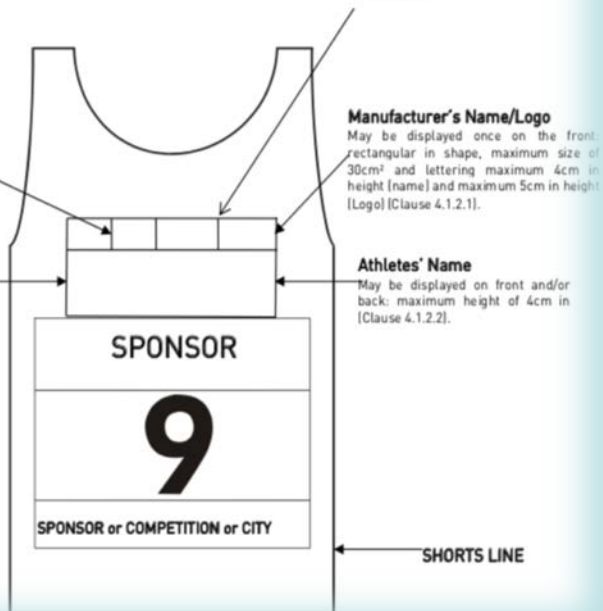 Manufacturer's Name/Logo
May be displayed once on the front:
rectangular in shape, maximum size of
30cm² and lettering maximum 4cm in
height (name) and maximum 5cm in height
(Logo) (Clause 4.1.2.1).
Athletes' Name
May be displayed on front and/or
back: maximum height of 4cm in
(Clause 4.1.2.2).
SPONSOR
9
SPONSOR or COMPETITION or CITY
SHORTS LINE